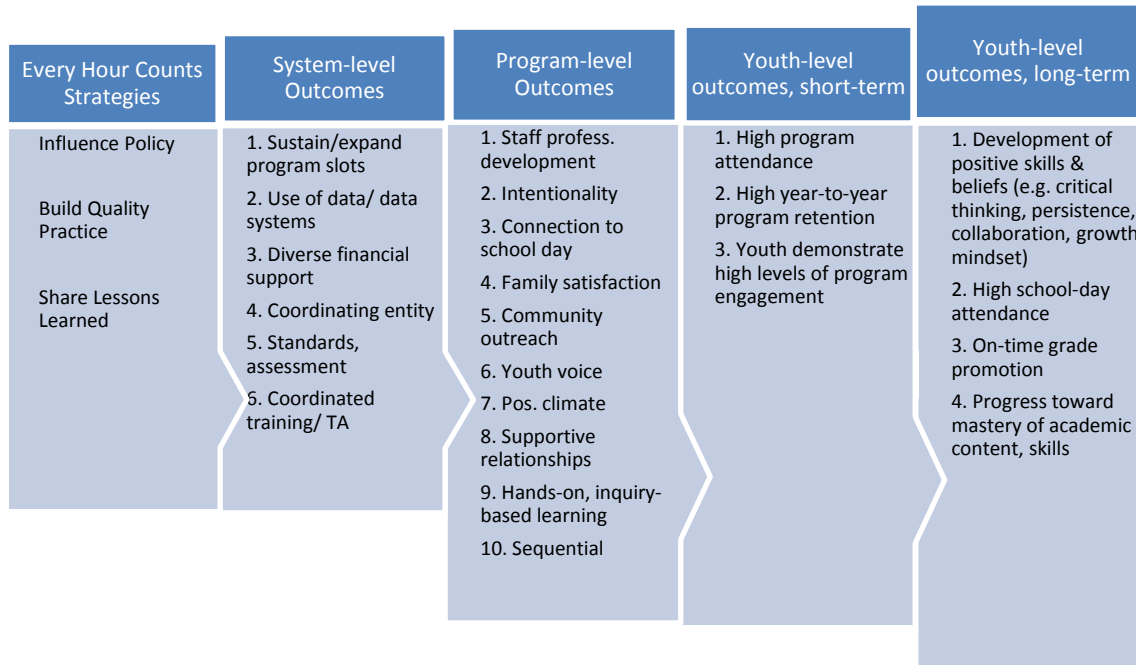 Every Hour Counts
Strategies
Influence Policy
Build Quality
Practice
Share Lessons
Learned
System-level
Outcomes
1. Sustain/expand
program slots
2. Use of data/ data
systems
3. Diverse financial
support
4. Coordinating entity
5. Standards,
assessment
6. Coordinated
training/ TA
Program-level
Outcomes
1. Staff profess.
development
2. Intentionality
3. Connection to
school day
4. Family satisfaction
5. Community
outreach
6. Youth voice
7. Pos. climate
8. Supportive
relationships
9. Hands-on, inquiry-
based learning
10. Sequential
Youth-level
outcomes, short-term
1. High program
attendance
2. High year-to-year
program retention
3. Youth demonstrate
high levels of program
engagement
Youth-level
outcomes, long-term
1. Development of
positive skills &
beliefs (e.g. critical
thinking, persistence,
collaboration, growth
mindset)
2. High school-day
attendance
3. On-time grade
promotion
4. Progress toward
mastery of academic
content, skills